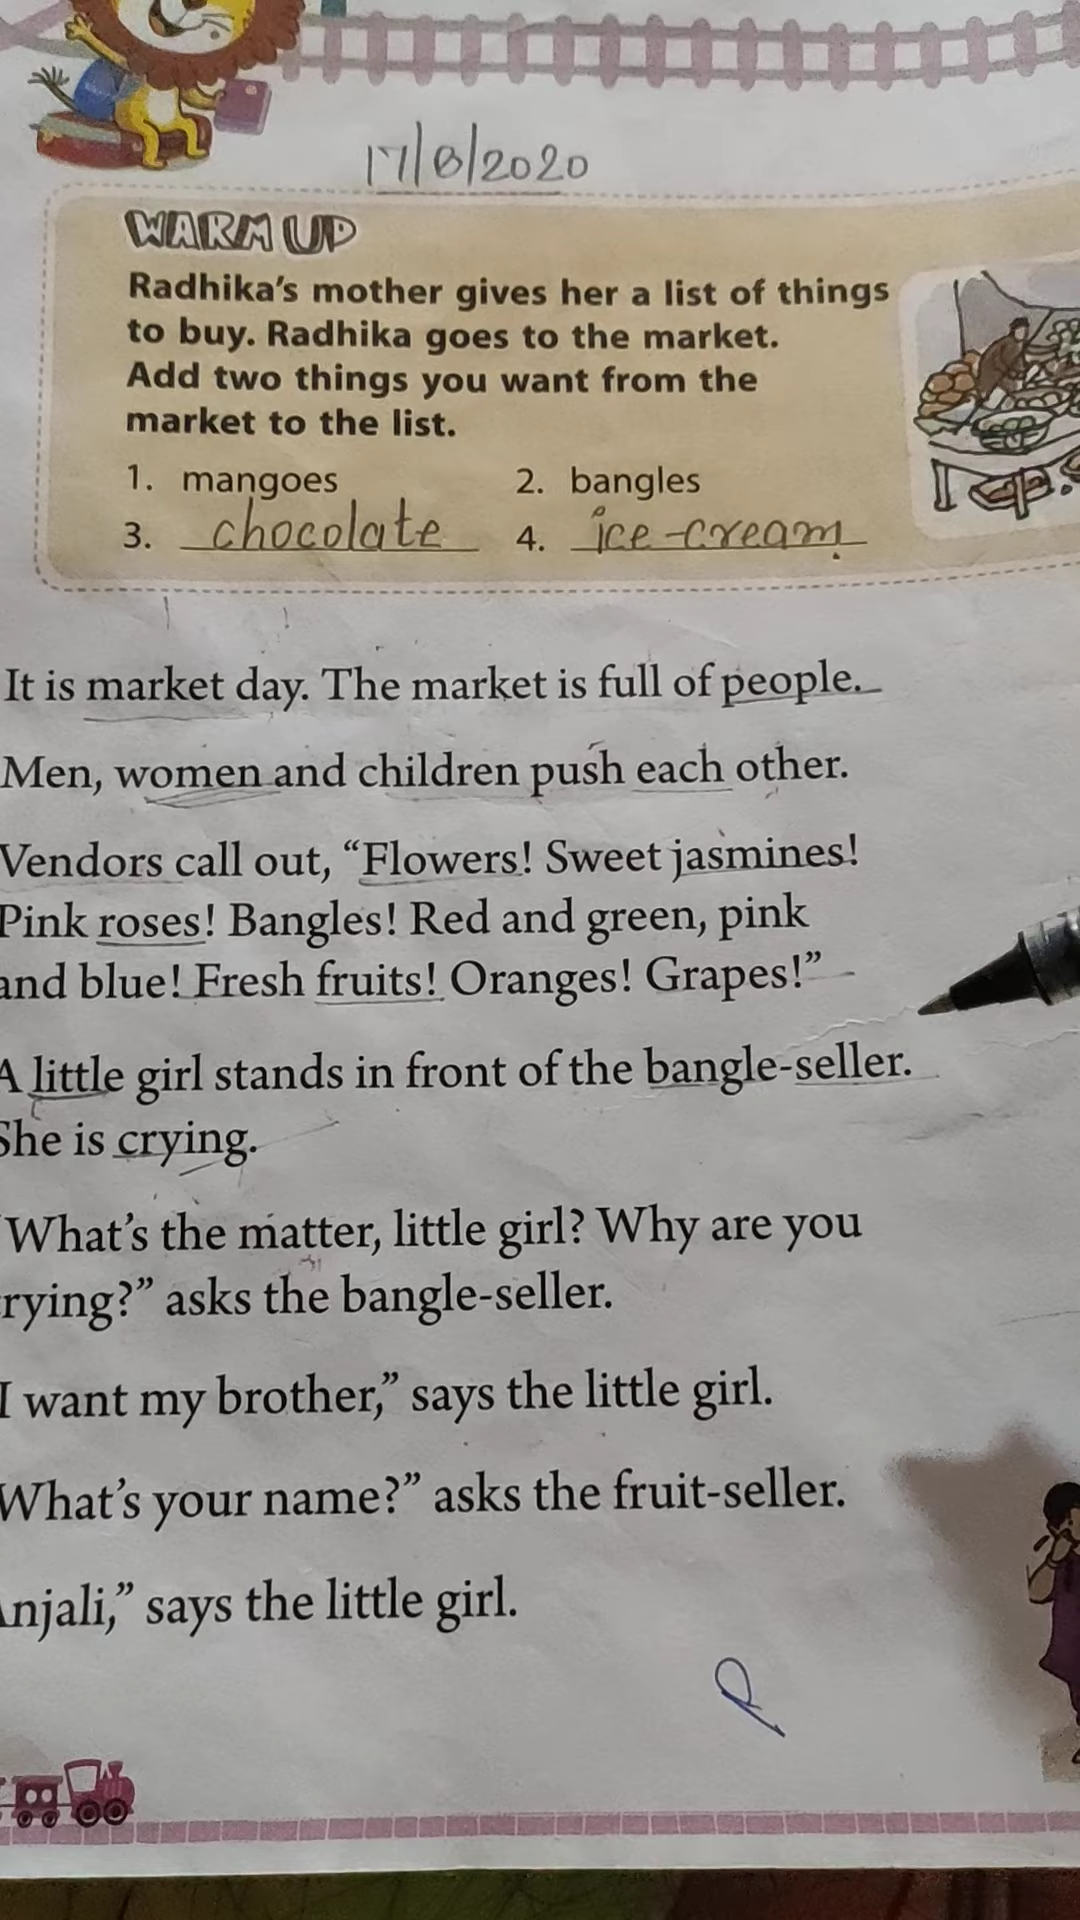 17/8/2020
WARM UP
Radhika's mother gives her a list of things
to buy. Radhika goes to the market.
Add two things you want from the
market to the list.
1. mangoes 2. bangles
3. chocolate 4. ice-cream
It is market day. The market is full of people.
Men, women and children push each other.
Vendors call out, “Flowers! Sweet jasmines!
Pink roses! Bangles! Red and green, pink
and blue! Fresh fruits! Oranges! Grapes!”
A little girl stands in front of the bangle-seller.
She is crying.
What's the matter, little girl? Why are you
rying?” asks the bangle-seller.
I want my brother,” says the little girl.
What's your name?” asks the fruit-seller.
njali,” says the little girl.